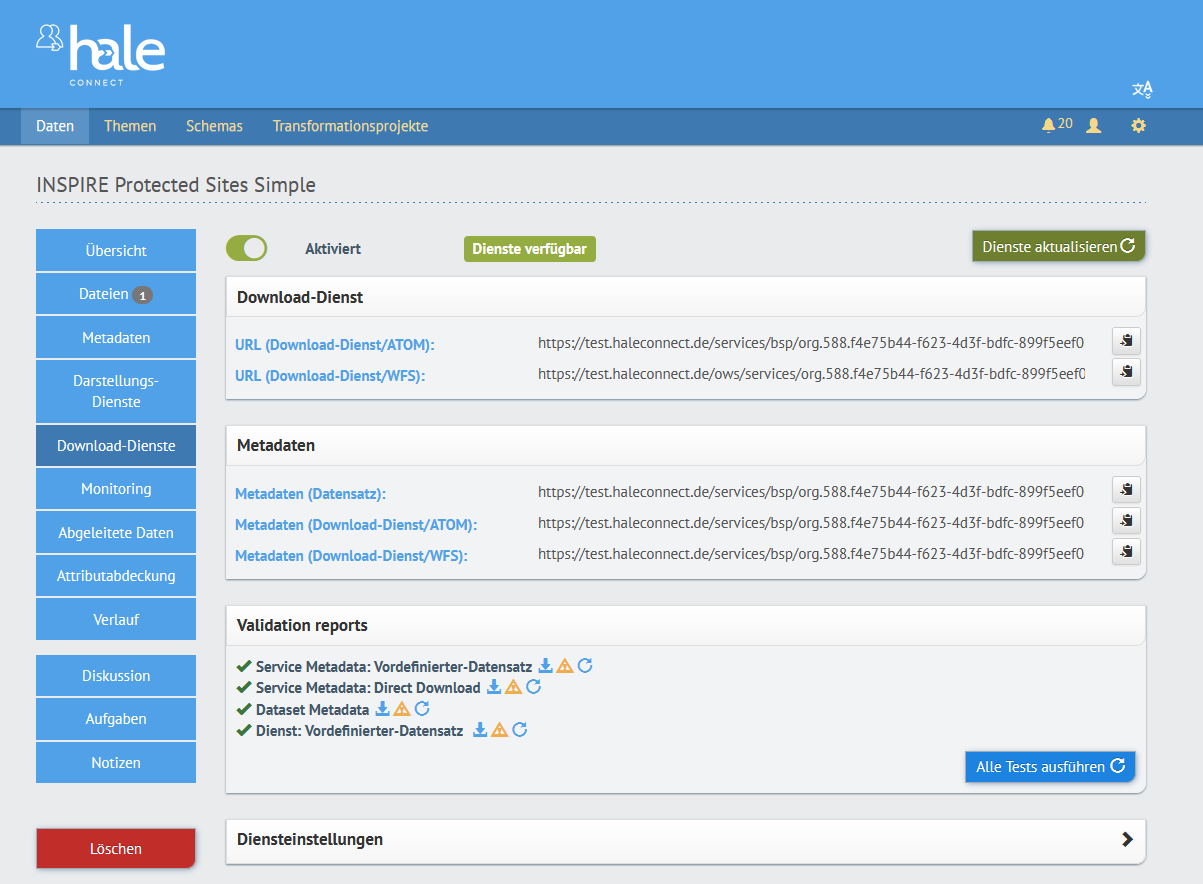 hale
CONNECT
文A
Daten Themen Schemas Transformationsprojekte 20
INSPIRE Protected Sites Simple
Übersicht
Dateien 1
Metadaten
Darstellungs-
Dienste
Download-Dienste
Monitoring
Abgeleitete Daten
Attributabdeckung
Verlauf
Diskussion
Aufgaben
Notizen
Löschen
Aktiviert Dienste verfügbar Dienste aktualisieren
Download-Dienst
URL (Download-Dienst/ATOM): https://test.haleconnect.de/services/bsp/org.588.f4e75b44-f623-4d3f-bdfc-899f5eef0
URL (Download-Dienst/WFS): https://test.haleconnect.de/ows/services/org.588.f4e75b44-f623-4d3f-bdfc-899f5eef0
Metadaten
Metadaten (Datensatz): https://test.haleconnect.de/services/bsp/org.588.f4e75b44-f623-4d3f-bdfc-899f5eef0
Metadaten (Download-Dienst/ATOM): https://test.haleconnect.de/services/bsp/org.588.f4e75b44-f623-4d3f-bdfc-899f5eef0
Metadaten (Download-Dienst/WFS): https://test.haleconnect.de/services/bsp/org.588.f4e75b44-f623-4d3f-bdfc-899f5eef0
Validation reports
Service Metadata: Vordefinierter-Datensatz
Service Metadata: Direct Download
Dataset Metadata
Dienst: Vordefinierter-Datensatz
Alle Tests ausführen
Diensteinstellungen